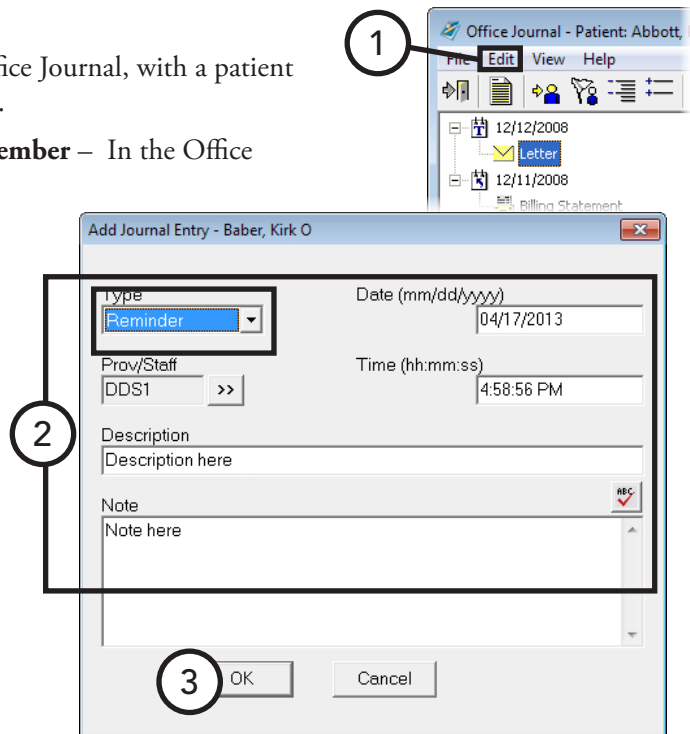 fice Journal, with a patient
.
ember – In the Office
1
Office Journal - Patient: Abbott,
File Edit View Help
12/12/2008
Letter
12/11/2008
Billing Statement
Add Journal Entry - Baber, Kirk O
Type Date (mm/dd/yyyy)
Reminder 04/17/2013
Prov/Staff Time (hh:mm:ss)
DDS1 >> 4:58:56 PM
2
Description
Description here
ABC
Note
Note here
3 OK Cancel